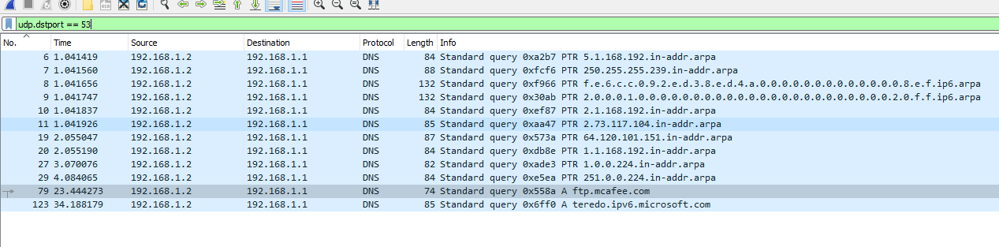 udp.dstport == 53
No. Time Source Destination Protocol Length Info
6 1.041419 192.168.1.2 192.168.1.1 DNS 84 Standard query 0xa2b7 PTR 5.1.168.192.in-addr.arpa
7 1.041560 192.168.1.2 192.168.1.1 DNS 88 Standard query 0xfcf6 PTR 250.255.255.239.in-addr.arpa
8 1.041656 192.168.1.2 192.168.1.1 DNS 132 Standard query 0xf966 PTR f.e.6.c.c.0.9.2.e.d.3.8.e.d.4.a.0.0.0.0.0.0.0.0.0.0.0.0.0.8.e.f.ip6.arpa
9 1.041747 192.168.1.2 192.168.1.1 DNS 132 Standard query 0x30ab PTR 2.0.0.0.1.0.0.0.0.0.0.0.0.0.0.0.0.0.0.0.0.0.0.0.0.0.0.0.2.0.f.f.ip6.arpa
10 1.041837 192.168.1.2 192.168.1.1 DNS 84 Standard query 0xef87 PTR 2.1.168.192.in-addr.arpa
11 1.041926 192.168.1.2 192.168.1.1 DNS 85 Standard query 0xaa47 PTR 2.73.117.104.in-addr.arpa
19 2.055047 192.168.1.2 192.168.1.1 DNS 87 Standard query 0x573a PTR 64.120.101.151.in-addr.arpa
20 2.055190 192.168.1.2 192.168.1.1 DNS 84 Standard query 0xdb8e PTR 1.1.168.192.in-addr.arpa
27 3.070076 192.168.1.2 192.168.1.1 DNS 82 Standard query 0xade3 PTR 1.0.0.224.in-addr.arpa
29 4.084065 192.168.1.2 192.168.1.1 DNS 84 Standard query 0xe5ea PTR 251.0.0.224.in-addr.arpa
79 23.444273 192.168.1.2 192.168.1.1 DNS 74 Standard query 0x558a A ftp.mcafee.com
123 34.188179 192.168.1.2 192.168.1.1 DNS 85 Standard query 0x6ff0 A teredo.ipv6.microsoft.com